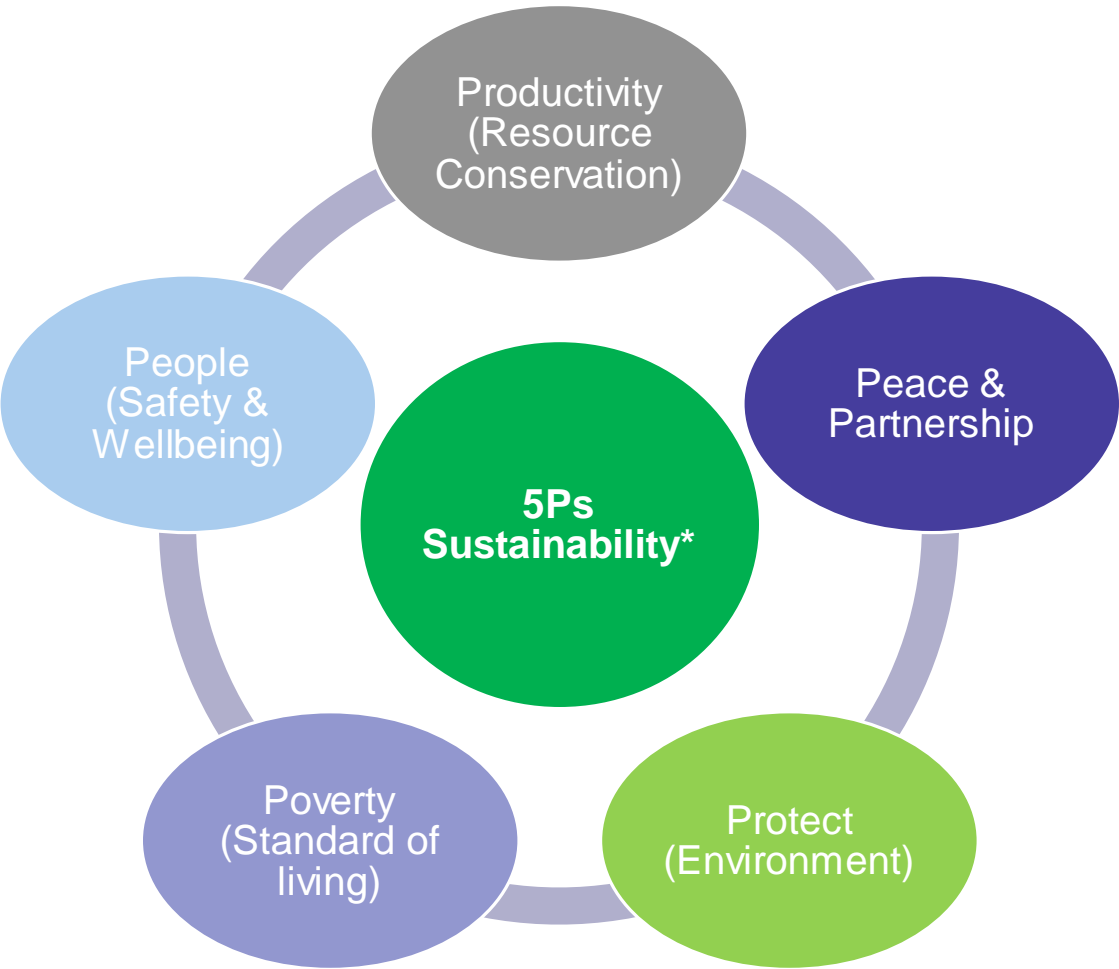 Productivity
(Resource
Conservation)
Peace &
Partnership
Protect
(Environment)
Poverty
(Standard of
living)
People
(Safety &
Wellbeing)
5Ps
Sustainability*